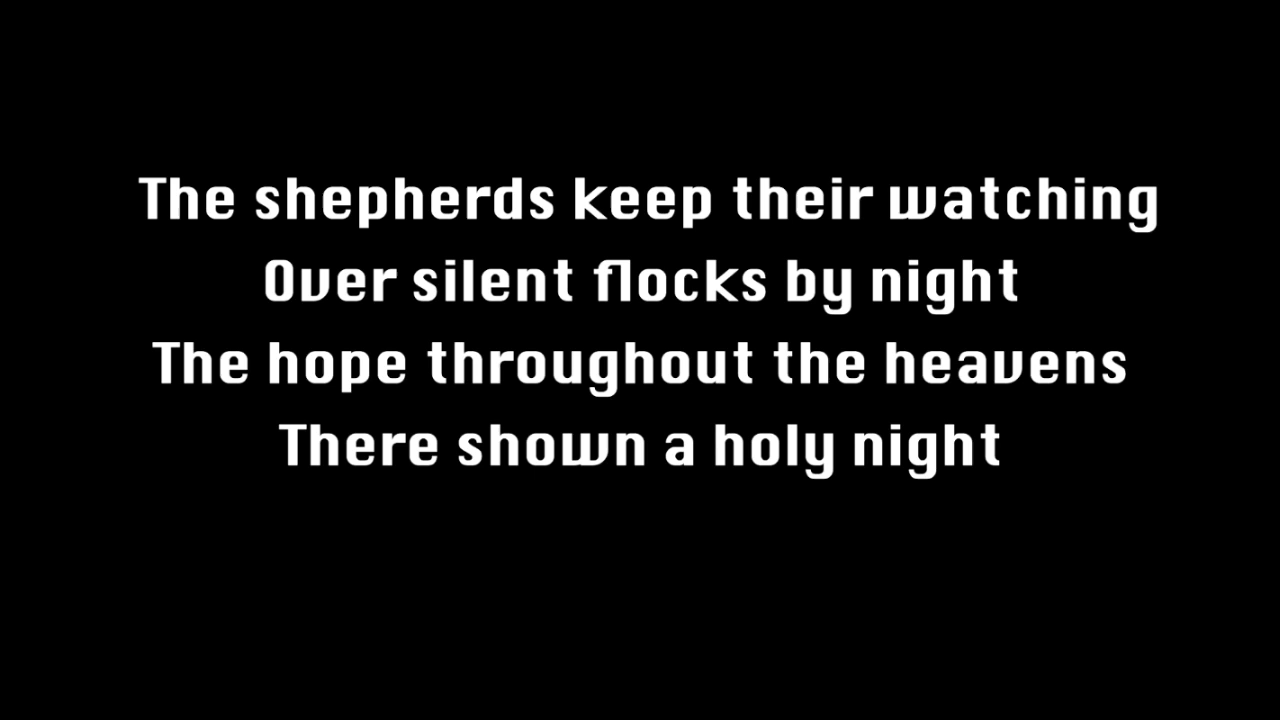 The shepherds keep their watching
Over silent flocks by night
The hope throughout the heavens
There shown a holy night